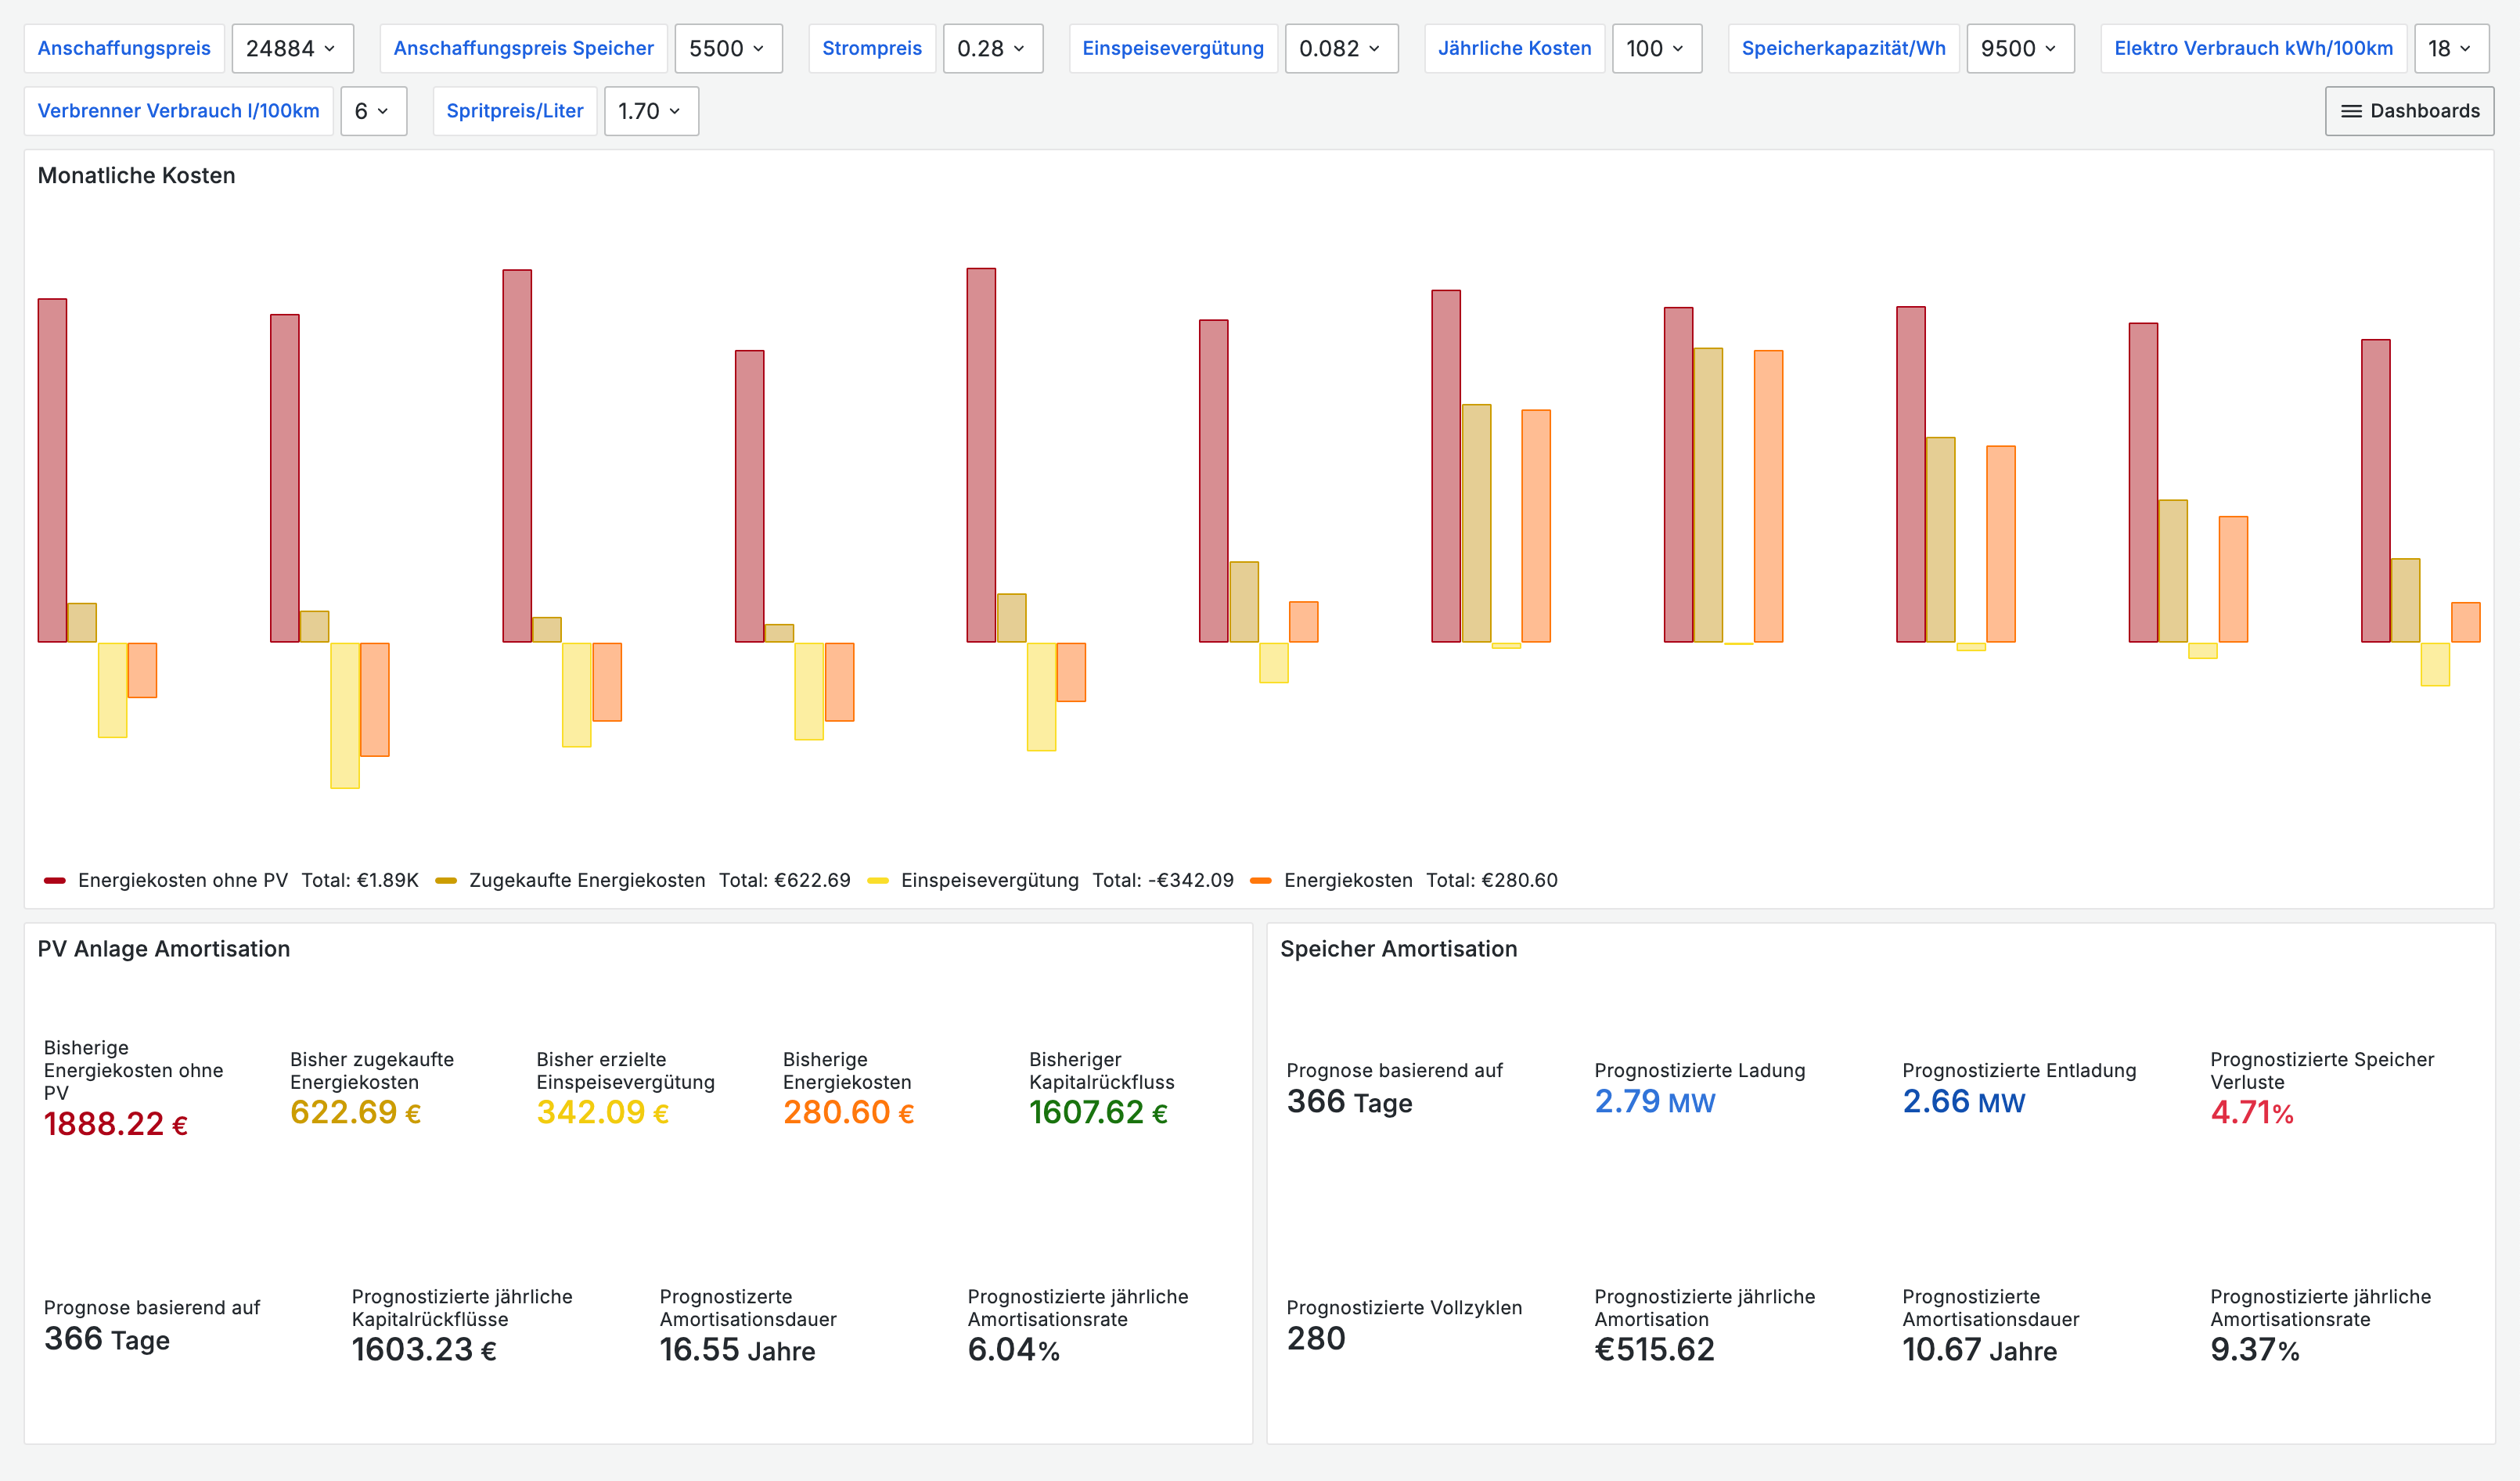 Anschaffungspreis 24884 Anschaffungspreis Speicher 5500 Strompreis 0.28 Einspeisevergütung 0.082 Jährliche Kosten 100 Speicherkapazität/Wh 9500 Elektro Verbrauch kWh/100km 18
Verbrenner Verbrauch l/100km 6 Spritpreis/Liter 1.70 Dashboards
Monatliche Kosten
Energiekosten ohne PV Total: €1.89K Zugekaufte Energiekosten Total: €622.69 Einspeisevergütung Total: -€342.09 Energiekosten Total: €280.60
PV Anlage Amortisation
Bisherige
Energiekosten ohne
PV
1888.22 €
Bisher zugekaufte
Energiekosten
622.69 €
Bisher erzielte
Einspeisevergütung
342.09 €
Bisherige
Energiekosten
280.60 €
Bisheriger
Kapitalrückfluss
1607.62 €
Prognose basierend auf
366 Tage
Prognostizierte jährliche
Kapitalrückflüsse
1603.23 €
Prognostizerte
Amortisationsdauer
16.55 Jahre
Prognostizierte jährliche
Amortisationsrate
6.04%
Speicher Amortisation
Prognose basierend auf
366 Tage
Prognostizierte Ladung
2.79 MW
Prognostizierte Entladung
2.66 MW
Prognostizierte Speicher
Verluste
4.71%
Prognostizierte Vollzyklen
280
Prognostizierte jährliche
Amortisation
€515.62
Prognostizierte
Amortisationsdauer
10.67 Jahre
Prognostizierte jährliche
Amortisationsrate
9.37%